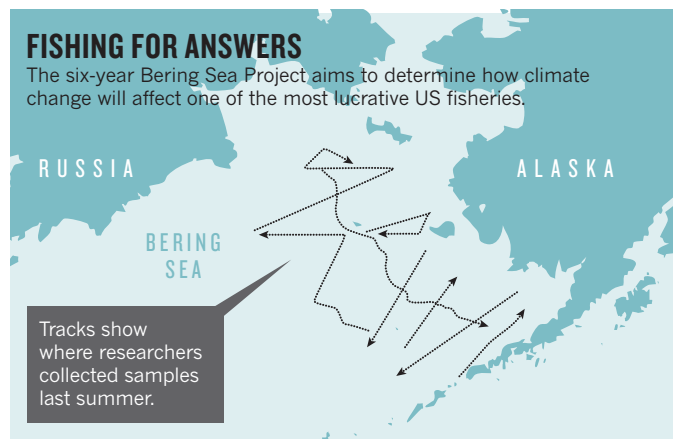 FISHING FOR ANSWERS
The six-year Bering Sea Project aims to determine how climate
change will affect one of the most lucrative US fisheries.
RUSSIA
ALASKA
BERING
SEA
Tracks show
where researchers
collected samples
last summer.